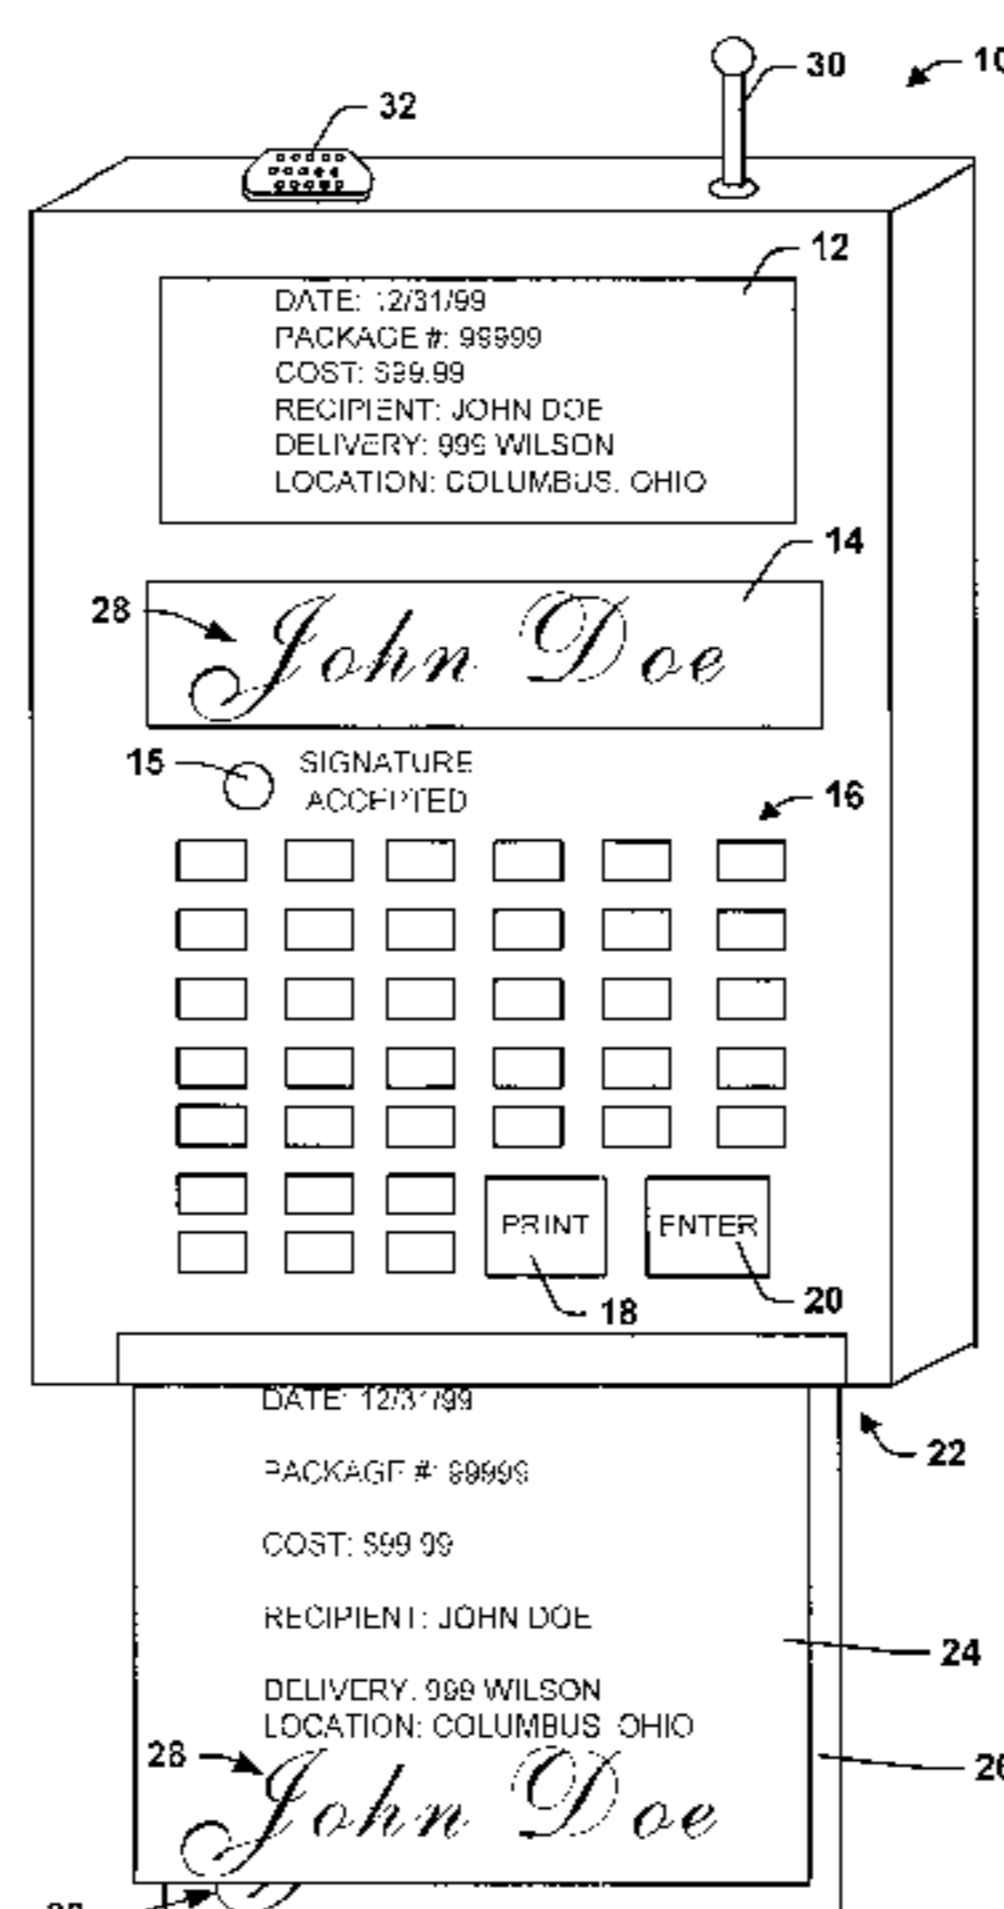 30
10
32
12
DATE: 12/31/99
PACKAGE #: 99999
COST: $99.99
RECIPIENT: JOHN DOE
DELIVERY: 999 WILSON
LOCATION: COLUMBUS, OHIO
14
28
John Doe
15
SIGNATURE
ACCEPTED
16
PRINT
ENTER
18
20
DATE: 12/31/99
22
PACKAGE #: 99999
COST: $99.99
RECIPIENT: JOHN DOE
24
DELIVERY: 999 WILSON
LOCATION: COLUMBUS, OHIO
28
26
John Doe